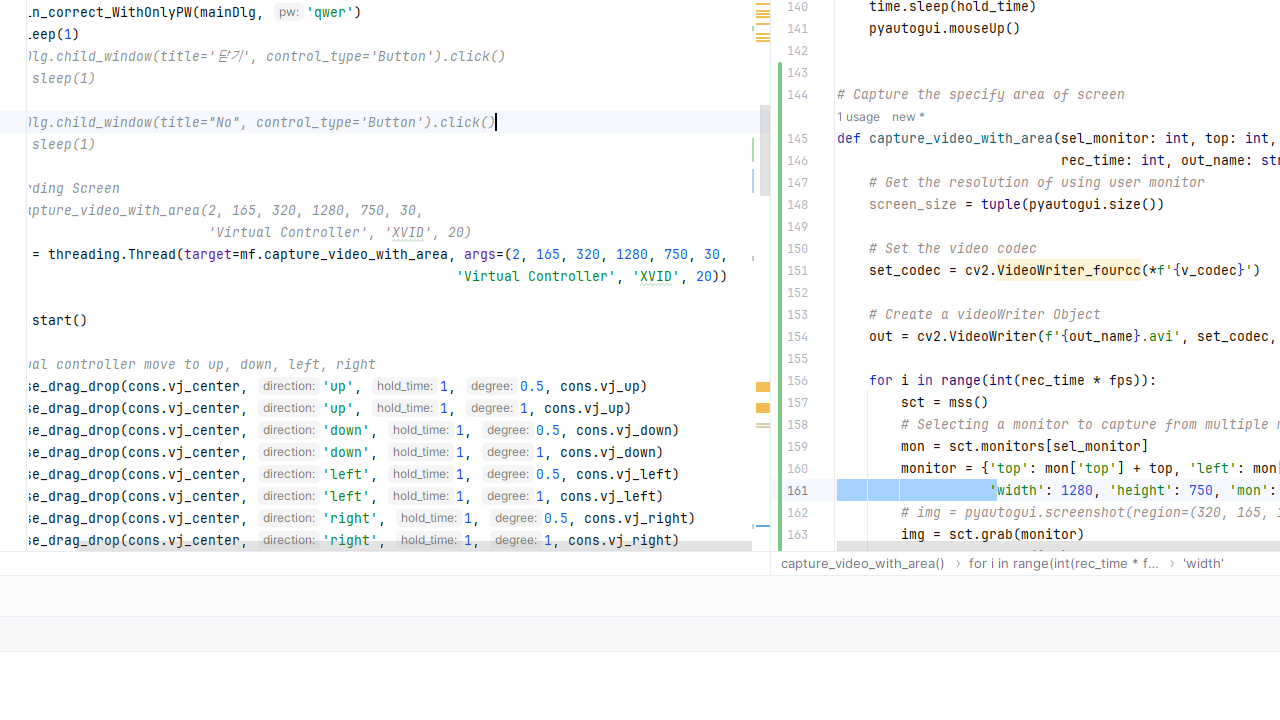 in_correct_WithOnlyPW(mainDlg, pw: 'qwer')
leep(1)
Dlg.child_window(title='닫기', control_type='Button').click()
sleep(1)
Dlg.child_window(title="No", control_type='Button').click()
sleep(1)
rding Screen
apture_video_with_area(2, 165, 320, 1280, 750, 30,
'Virtual Controller', 'XVID', 20)
= threading.Thread(target=mf.capture_video_with_area, args=(2, 165, 320, 1280, 750, 30,
'Virtual Controller', 'XVID', 20))
start()
ual controller move to up, down, left, right
se_drag_drop(cons.vj_center, direction: 'up', hold_time: 1, degree: 0.5, cons.vj_up)
se_drag_drop(cons.vj_center, direction: 'up', hold_time: 1, degree: 1, cons.vj_up)
se_drag_drop(cons.vj_center, direction: 'down', hold_time: 1, degree: 0.5, cons.vj_down)
se_drag_drop(cons.vj_center, direction: 'down', hold_time: 1, degree: 1, cons.vj_down)
se_drag_drop(cons.vj_center, direction: 'left', hold_time: 1, degree: 0.5, cons.vj_left)
se_drag_drop(cons.vj_center, direction: 'left', hold_time: 1, degree: 1, cons.vj_left)
se_drag_drop(cons.vj_center, direction: 'right', hold_time: 1, degree: 0.5, cons.vj_right)
se_drag_drop(cons.vj_center, direction: 'right', hold_time: 1, degree: 1, cons.vj_right)
140 time.sleep(hold_time)
141 pyautogui.mouseUp()
142
143
144 # Capture the specify area of screen
1 usage new *
145 def capture_video_with_area(sel_monitor: int, top: int,
146 rec_time: int, out_name: str
147 # Get the resolution of using user monitor
148 screen_size = tuple(pyautogui.size())
149
150 # Set the video codec
151 set_codec = cv2.VideoWriter_fourcc(*f'{v_codec}')
152
153 # Create a videoWriter Object
154 out = cv2.VideoWriter(f'{out_name}.avi', set_codec,
155
156 for i in range(int(rec_time * fps)):
157 sct = mss()
158 # Selecting a monitor to capture from multiple m
159 mon = sct.monitors[sel_monitor]
160 monitor = {'top': mon['top'] + top, 'left': mon[
161 'width': 1280, 'height': 750, 'mon':
162 # img = pyautogui.screenshot(region=(320, 165, 1
163 img = sct.grab(monitor)
capture_video_with_area() › for i in range(int(rec_time * f... › 'width'